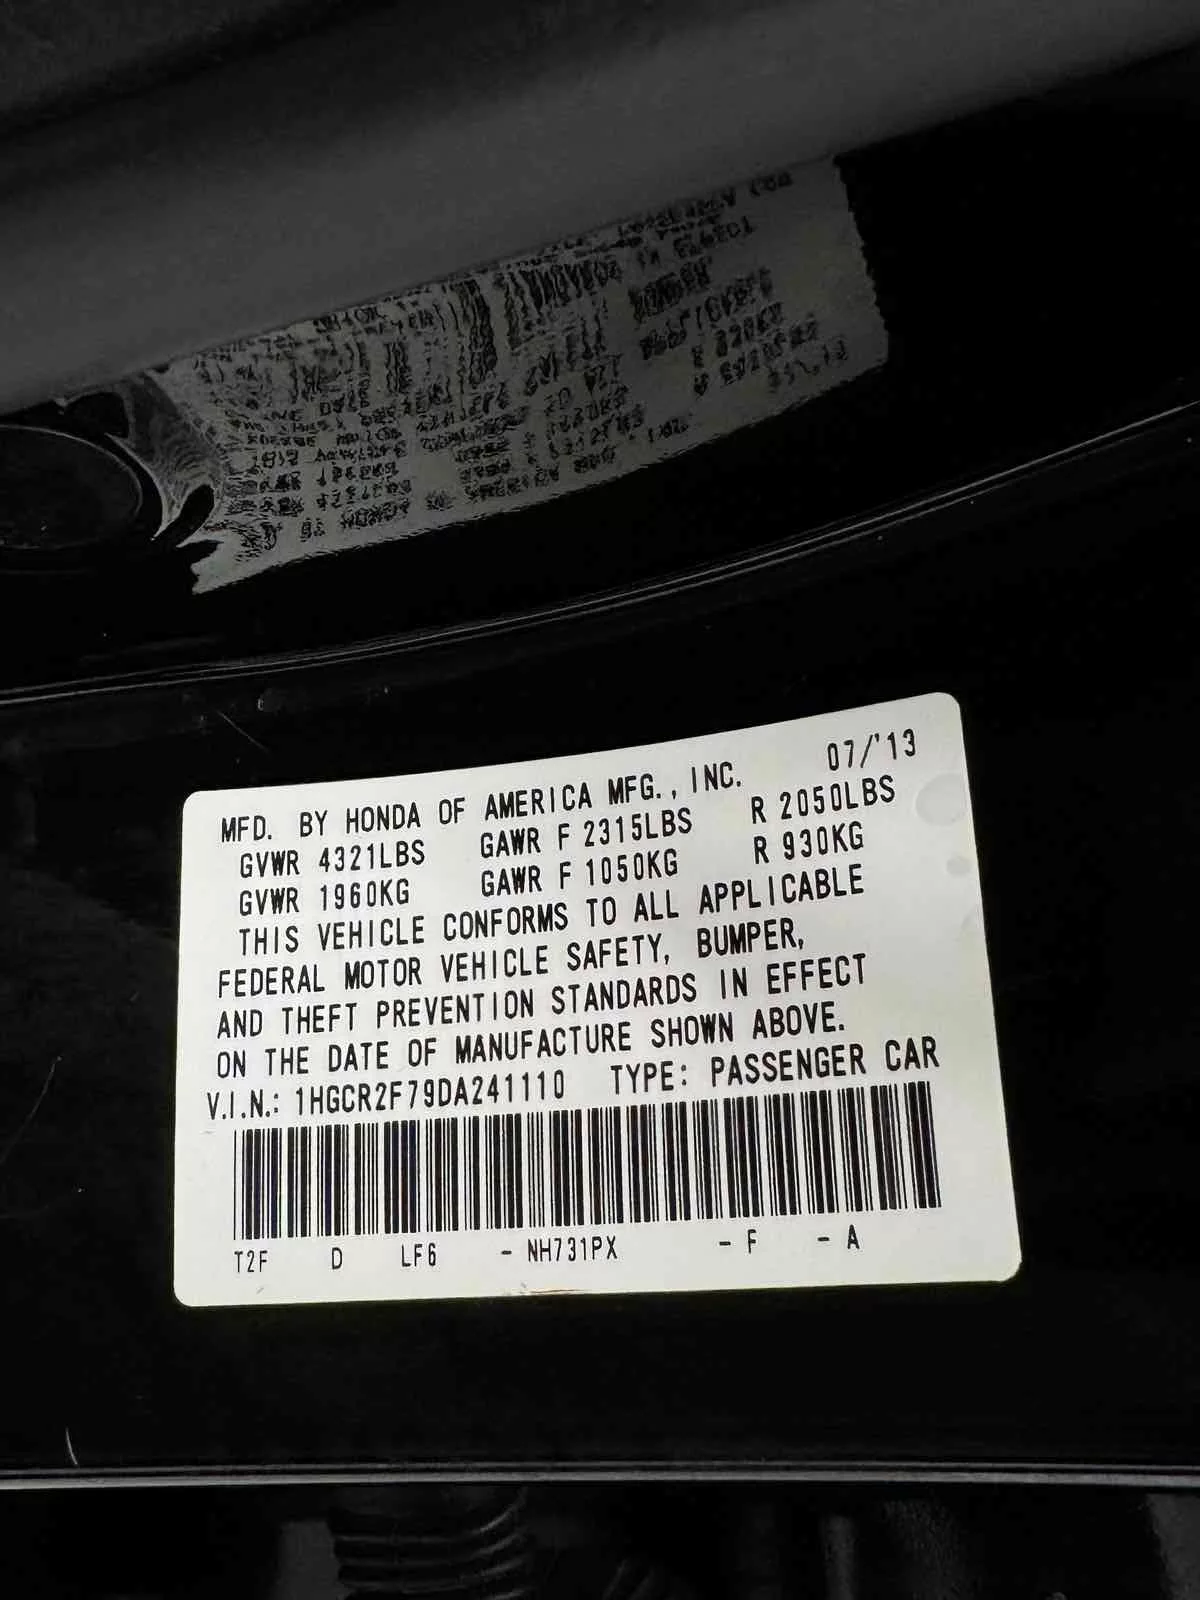 07/'13
MFD. BY HONDA OF AMERICA MFG., INC.
GVWR 4321LBS GAWR F 2315LBS R 2050LBS
GVWR 1960KG GAWR F 1050KG R 930KG
THIS VEHICLE CONFORMS TO ALL APPLICABLE
FEDERAL MOTOR VEHICLE SAFETY, BUMPER,
AND THEFT PREVENTION STANDARDS IN EFFECT
ON THE DATE OF MANUFACTURE SHOWN ABOVE.
V.I.N.: 1HGCR2F79DA241110 TYPE: PASSENGER CAR
T2F D LF6 - NH731PX - F - A